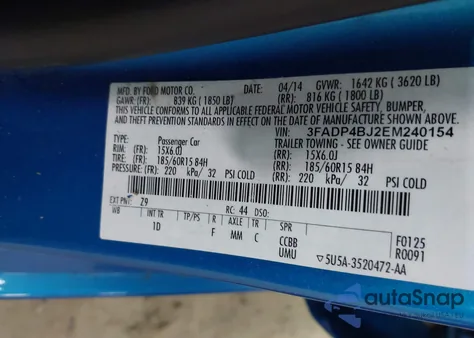 MFD. BY FORD MOTOR CO.
04/14 GVWR: 1642 KG ( 3620 LB)
GAWR:(FR): 839 KG ( 1850 LB) (RR): 816 KG ( 1800 LB)
THIS VEHICLE CONFORMS TO ALL APPLICABLE FEDERAL MOTOR VEHICLE SAFETY, BUMPER,
AND THEFT PREVENTION STANDARDS IN EFFECT ON THE DATE OF MANUFACTURE SHOWN ABOVE.
VIN: 3FADP4BJ2EM240154
TYPE: Passenger Car TRAILER TOWING - SEE OWNER GUIDE
RIM: (FR): 15X6.0J (RR): 15X6.0J
TIRE: (FR): 185/60R15 84H (RR): 185/60R15 84H
PSI:(FR): 220 kPa/ 32 PSI COLD (RR): 220 kPa/ 32 PSI COLD
EXT PNT: Z9 RC: 44 DSO:
WB INT TR TP/PS R AXLE TR SPR
1D F MM C CCBB F0125
UMU R0091
5U5A-3520472-AA
autoSnap